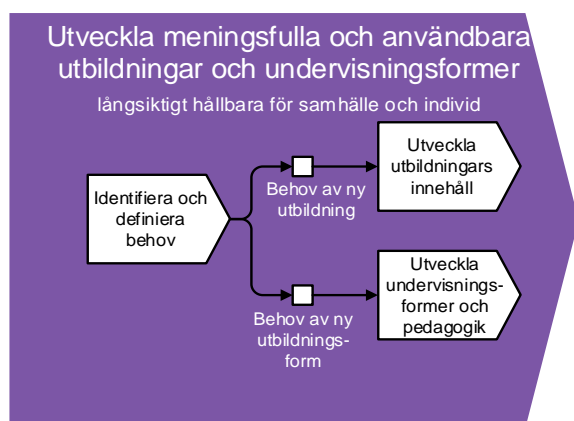 Utveckla meningsfulla och användbara
utbildningar och undervisningsformer
långsiktigt hållbara för samhälle och individ
Identifiera och
definiera
behov
Behov av ny
utbildning
Utveckla
utbildningars
innehåll
Behov av ny
utbildnings-
form
Utveckla
undervisnings-
former och
pedagogik